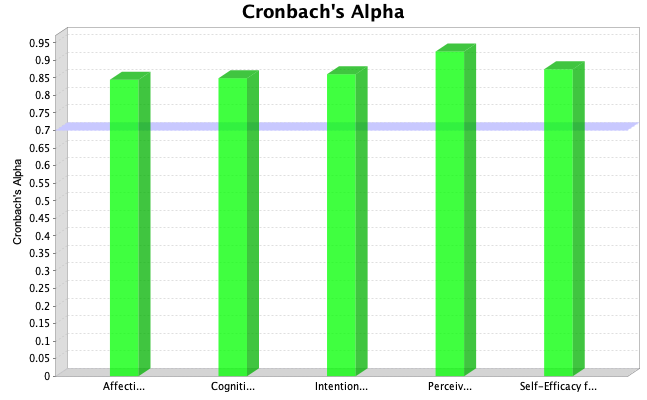 Cronbach's Alpha
Cronbach's Alpha
0.95
0.9
0.85
0.8
0.75
0.7
0.65
0.6
0.55
0.5
0.45
0.4
0.35
0.3
0.25
0.2
0.15
0.1
0.05
0
Affecti...
Cogniti...
Intention...
Perceiv...
Self-Efficacy f...